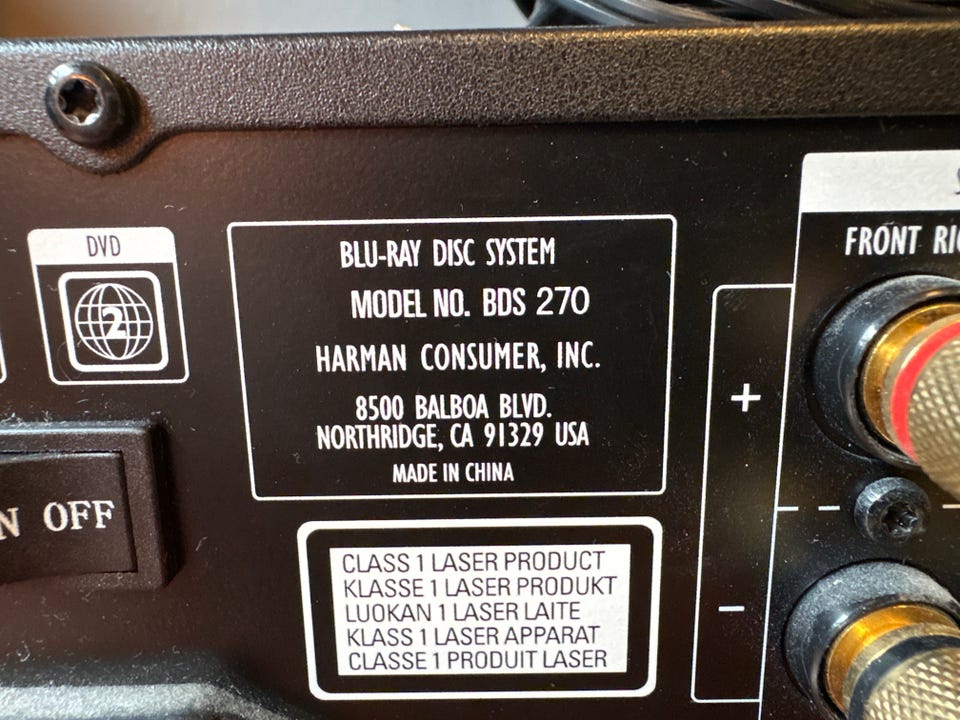 DVD
2
BLU-RAY DISC SYSTEM
MODEL NO. BDS 270
HARMAN CONSUMER, INC.
8500 BALBOA BLVD.
NORTHRIDGE, CA 91329 USA
MADE IN CHINA
FRONT
+
−
OFF
CLASS 1 LASER PRODUCT
KLASSE 1 LASER PRODUKT
LUOKAN 1 LASER LAITE
KLASS 1 LASER APPARAT
CLASSE 1 PRODUIT LASER